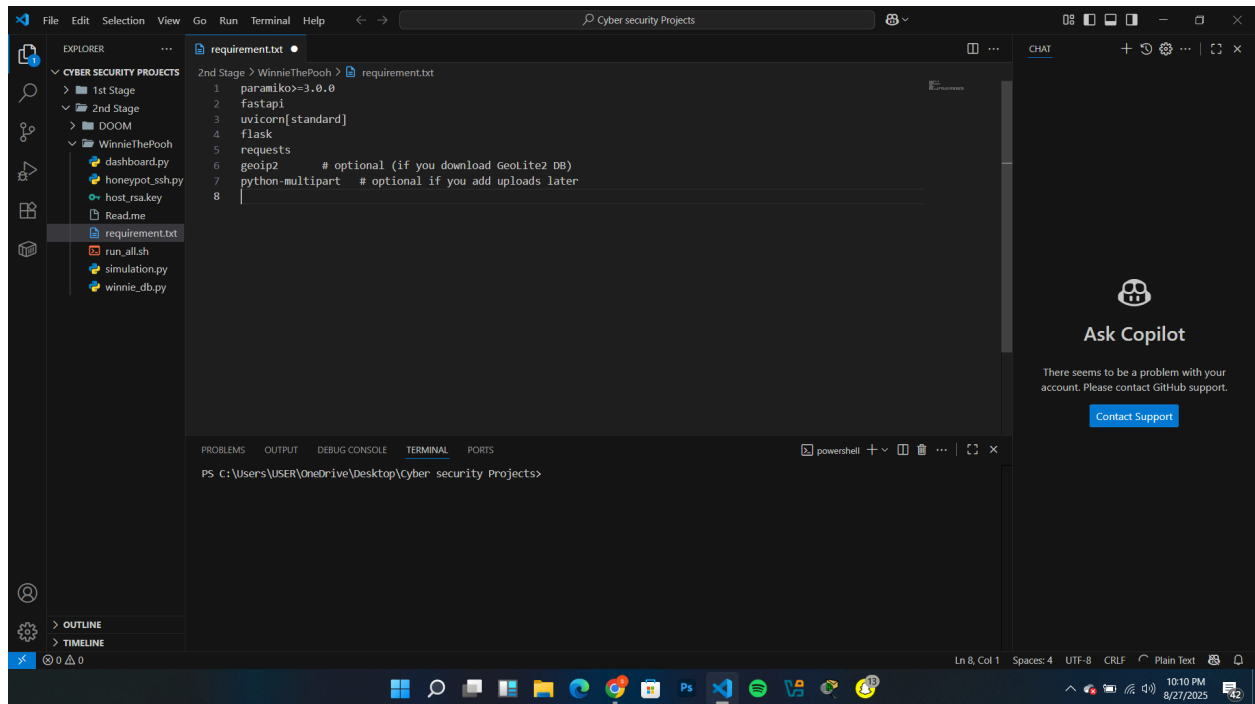 File Edit Selection View Go Run Terminal Help
Cyber security Projects
EXPLORER
CYBER SECURITY PROJECTS
1st Stage
2nd Stage
DOOM
WinnieThePooh
dashboard.py
honeypot_ssh.py
host_rsa.key
Read.me
requirement.txt
run_all.sh
simulation.py
winnie_db.py
OUTLINE
TIMELINE
requirement.txt
2nd Stage > WinnieThePooh > requirement.txt
1 paramiko>=3.0.0
2 fastapi
3 uvicorn[standard]
4 flask
5 requests
6 geoip2 # optional (if you download GeoLite2 DB)
7 python-multipart # optional if you add uploads later
8
PROBLEMS OUTPUT DEBUG CONSOLE TERMINAL PORTS
powershell
PS C:\Users\USER\OneDrive\Desktop\Cyber security Projects>
CHAT
Ask Copilot
There seems to be a problem with your
account. Please contact GitHub support.
Contact Support
0 0
Ln 8, Col 1 Spaces: 4 UTF-8 CRLF Plain Text
1
Ps
13
10:10 PM
8/27/2025
42